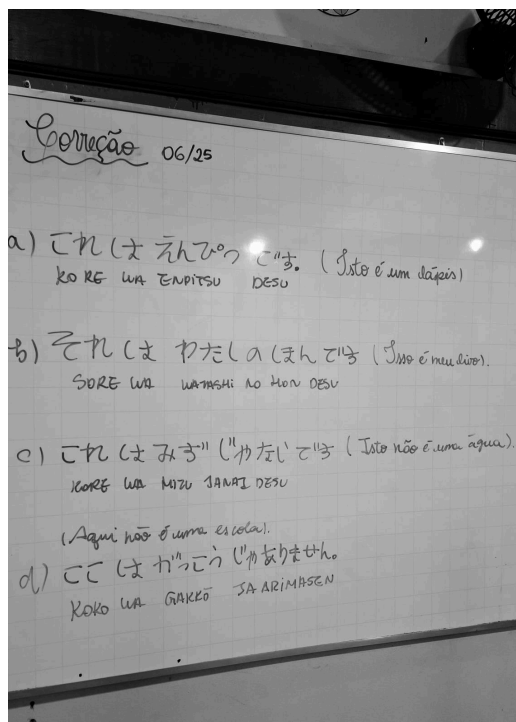 Correção 06/25
a) これは えんぴつ です。 (Isto é um lápis)
KORE WA ENPITSU DESU
b) それは わたしのほんです (Isso é meu livro).
SORE WA WATASHI NO HON DESU
c) これは みず じゃないです (Isto não é uma água).
KORE WA MIZU JANAI DESU
(Aqui não é uma escola).
d) ここは がっこう じゃありません。
KOKO WA GAKKŌ JA ARIMASEN